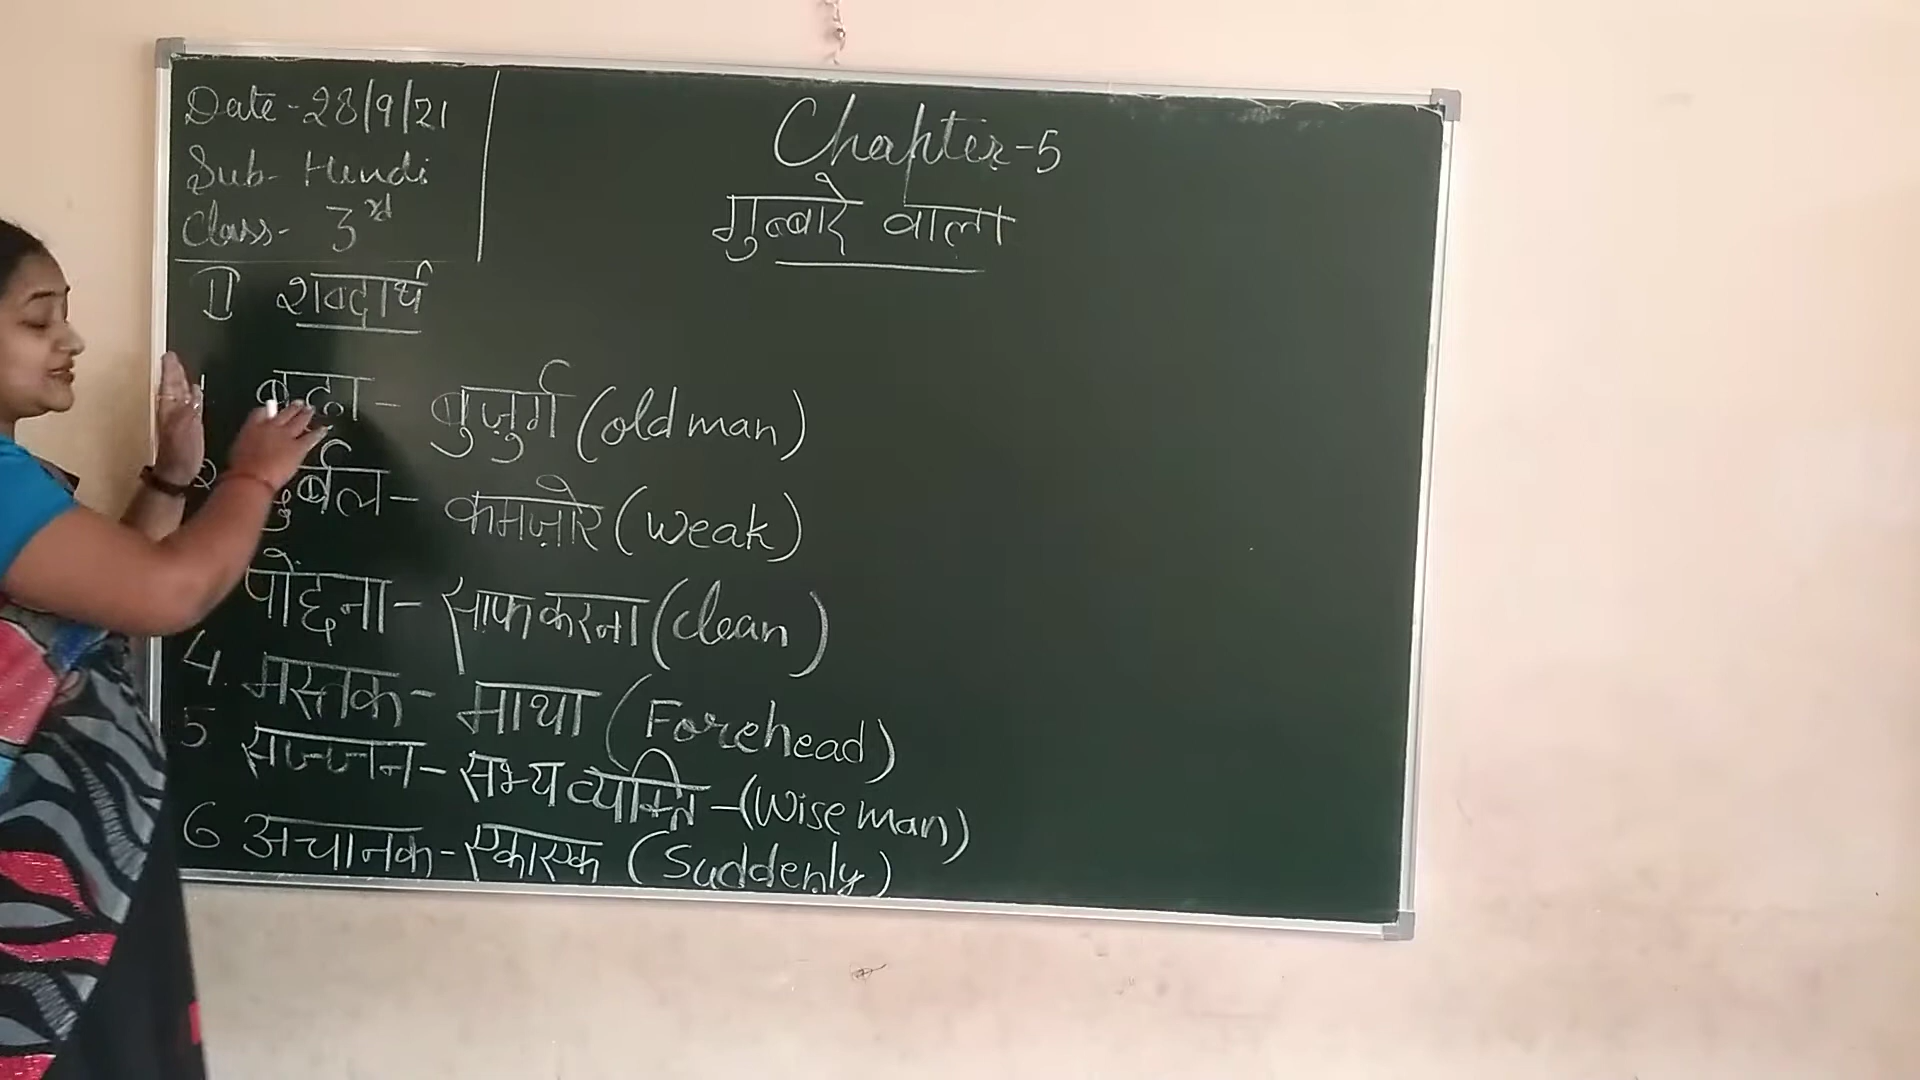 Date - 28/9/21
Sub- Hindi
Class- 3rd
Chapter-5
गुब्बारे वाला
II शब्दार्थ
1. बुढ़ा - बुज़ुर्ग (old man)
2. दुर्बल - कमज़ोर (weak)
पोंछना - साफ करना (clean)
4. मस्तक - माथा (Forehead)
5. सज्जन - सभ्य व्यक्ति - (Wise man)
6 अचानक - एकाएक (Suddenly)